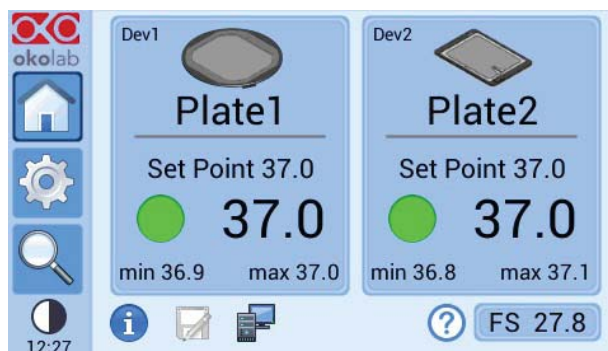 okolab
Dev1
Plate1
Set Point 37.0
37.0
min 36.9 max 37.0
Dev2
Plate2
Set Point 37.0
37.0
min 36.8 max 37.1
12:27
i
?
FS 27.8